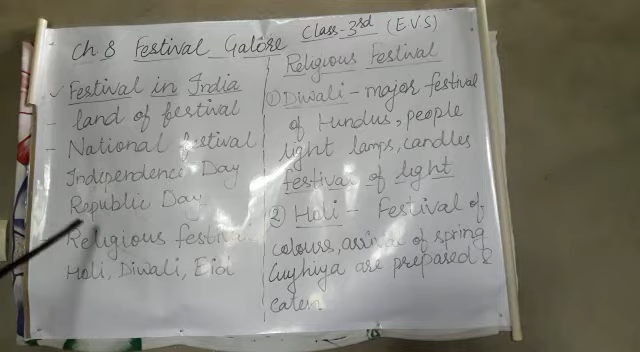 Ch 8 Festival Galore Class-3rd (EVS)
✓ Festival in India
- land of festival
- National festival
Independence Day
Republic Day
Religious festival
Holi, Diwali, Eid
Religious Festival
① Diwali - major festival
of Hundus, people
light lamps, candles
festival of light
② Holi - Festival of
colours, arrival of spring
Gujhiya are prepared &
eaten